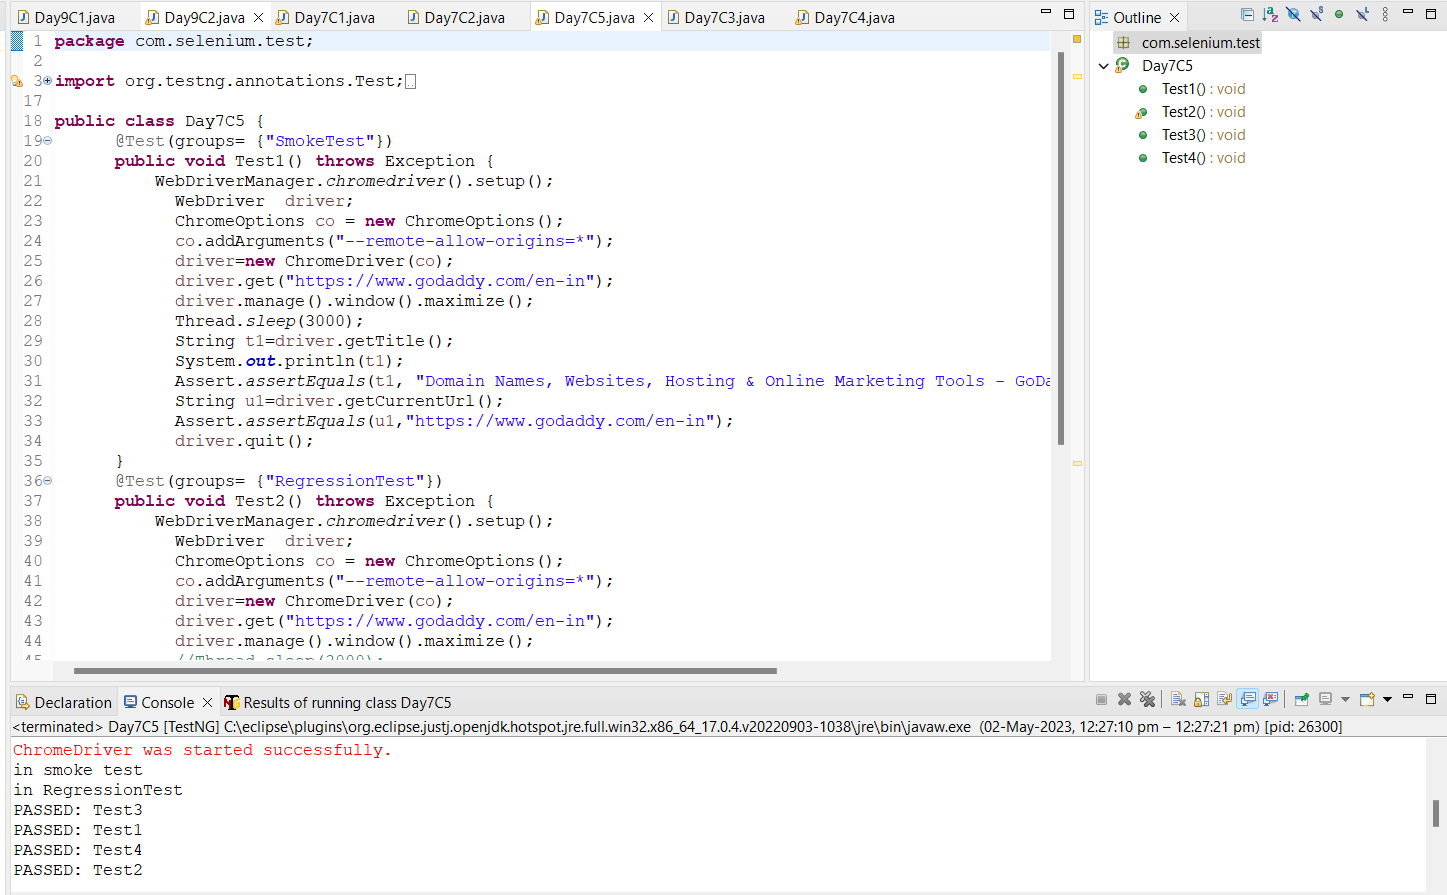 Day9C1.java Day9C2.java Day7C1.java Day7C2.java Day7C5.java Day7C3.java Day7C4.java
1 package com.selenium.test;
2
3 import org.testng.annotations.Test;
17
18 public class Day7C5 {
19 @Test(groups= {"SmokeTest"})
20 public void Test1() throws Exception {
21 WebDriverManager.chromedriver().setup();
22 WebDriver driver;
23 ChromeOptions co = new ChromeOptions();
24 co.addArguments("--remote-allow-origins=*");
25 driver=new ChromeDriver(co);
26 driver.get("https://www.godaddy.com/en-in");
27 driver.manage().window().maximize();
28 Thread.sleep(3000);
29 String t1=driver.getTitle();
30 System.out.println(t1);
31 Assert.assertEquals(t1, "Domain Names, Websites, Hosting & Online Marketing Tools - GoDa
32 String u1=driver.getCurrentUrl();
33 Assert.assertEquals(u1,"https://www.godaddy.com/en-in");
34 driver.quit();
35 }
36 @Test(groups= {"RegressionTest"})
37 public void Test2() throws Exception {
38 WebDriverManager.chromedriver().setup();
39 WebDriver driver;
40 ChromeOptions co = new ChromeOptions();
41 co.addArguments("--remote-allow-origins=*");
42 driver=new ChromeDriver(co);
43 driver.get("https://www.godaddy.com/en-in");
44 driver.manage().window().maximize();
45 //Thread.sleep(3000);
Outline
com.selenium.test
Day7C5
Test1() : void
Test2() : void
Test3() : void
Test4() : void
Declaration Console Results of running class Day7C5
<terminated> Day7C5 [TestNG] C:\eclipse\plugins\org.eclipse.justj.openjdk.hotspot.jre.full.win32.x86_64_17.0.4.v20220903-1038\jre\bin\javaw.exe (02-May-2023, 12:27:10 pm – 12:27:21 pm) [pid: 26300]
ChromeDriver was started successfully.
in smoke test
in RegressionTest
PASSED: Test3
PASSED: Test1
PASSED: Test4
PASSED: Test2